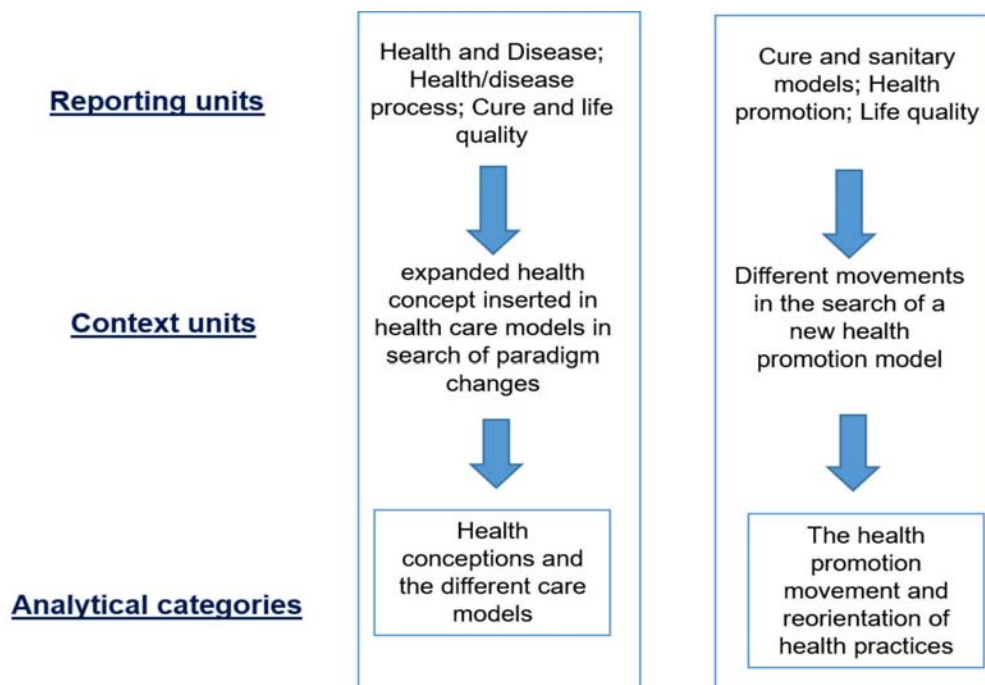 Reporting units
Health and Disease;
Health/disease
process; Cure and life
quality
Cure and sanitary
models; Health
promotion; Life quality
Context units
expanded health
concept inserted in
health care models in
search of paradigm
changes
Different movements
in the search of a
new health
promotion model
Analytical categories
Health
conceptions and
the different care
models
The health
promotion
movement and
reorientation of
health practices